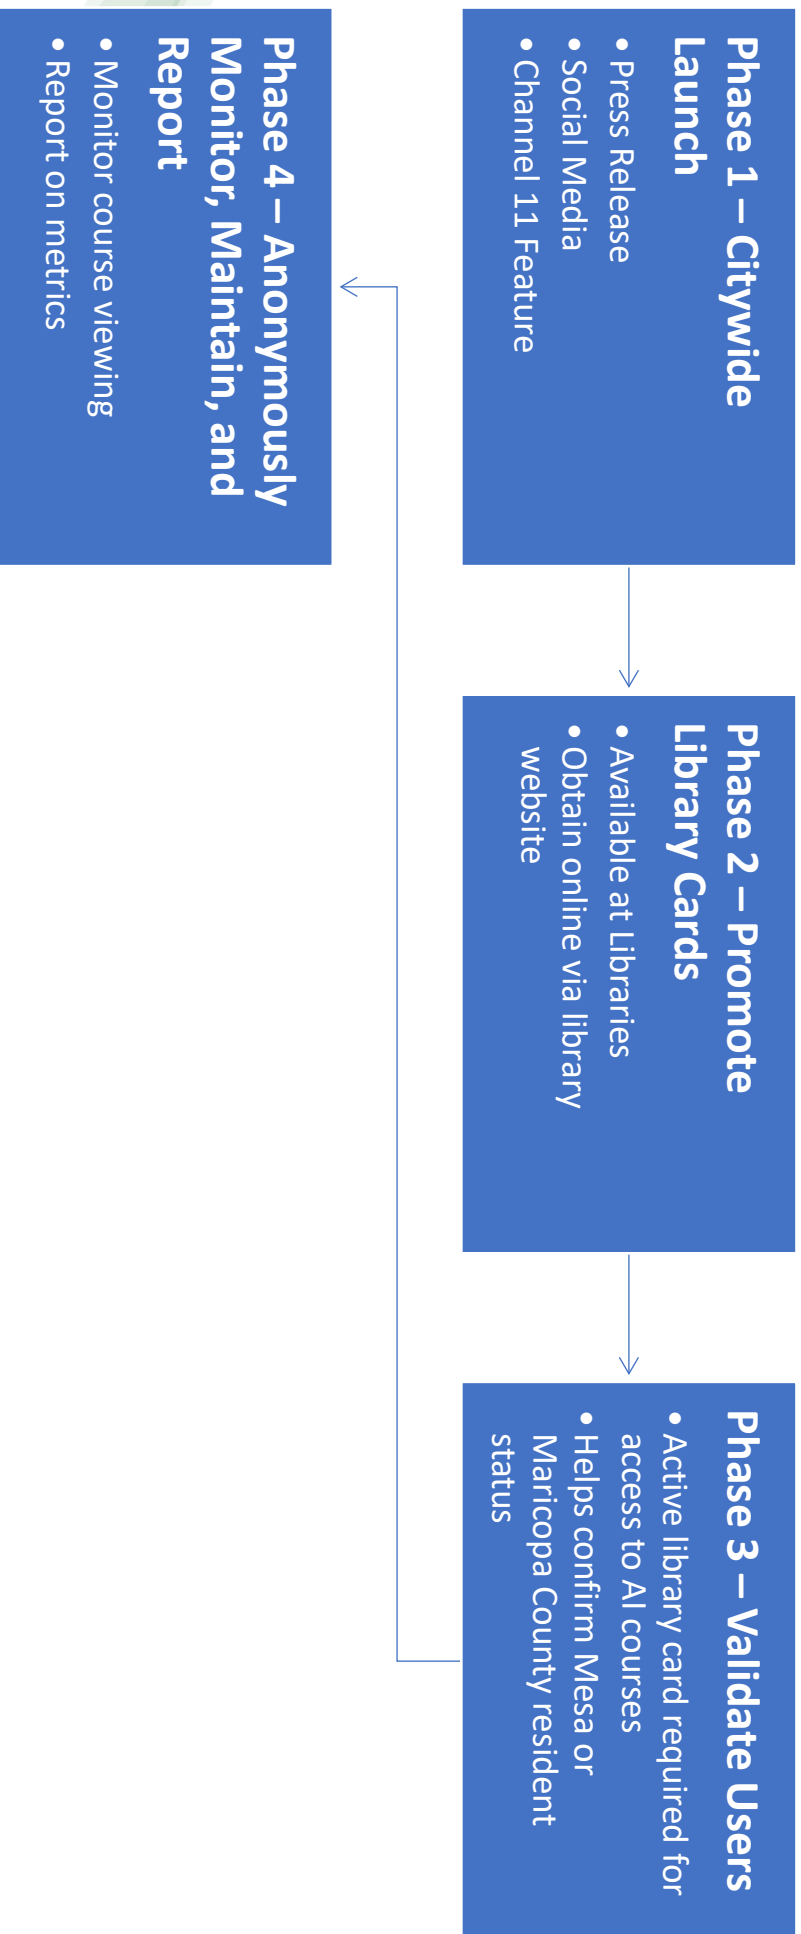 Phase 1 – Citywide
Launch
• Press Release
• Social Media
• Channel 11 Feature
Phase 2 – Promote
Library Cards
• Available at Libraries
• Obtain online via library
website
Phase 3 – Validate Users
• Active library card required for
access to AI courses
• Helps confirm Mesa or
Maricopa County resident
status
Phase 4 – Anonymously
Monitor, Maintain, and
Report
• Monitor course viewing
• Report on metrics